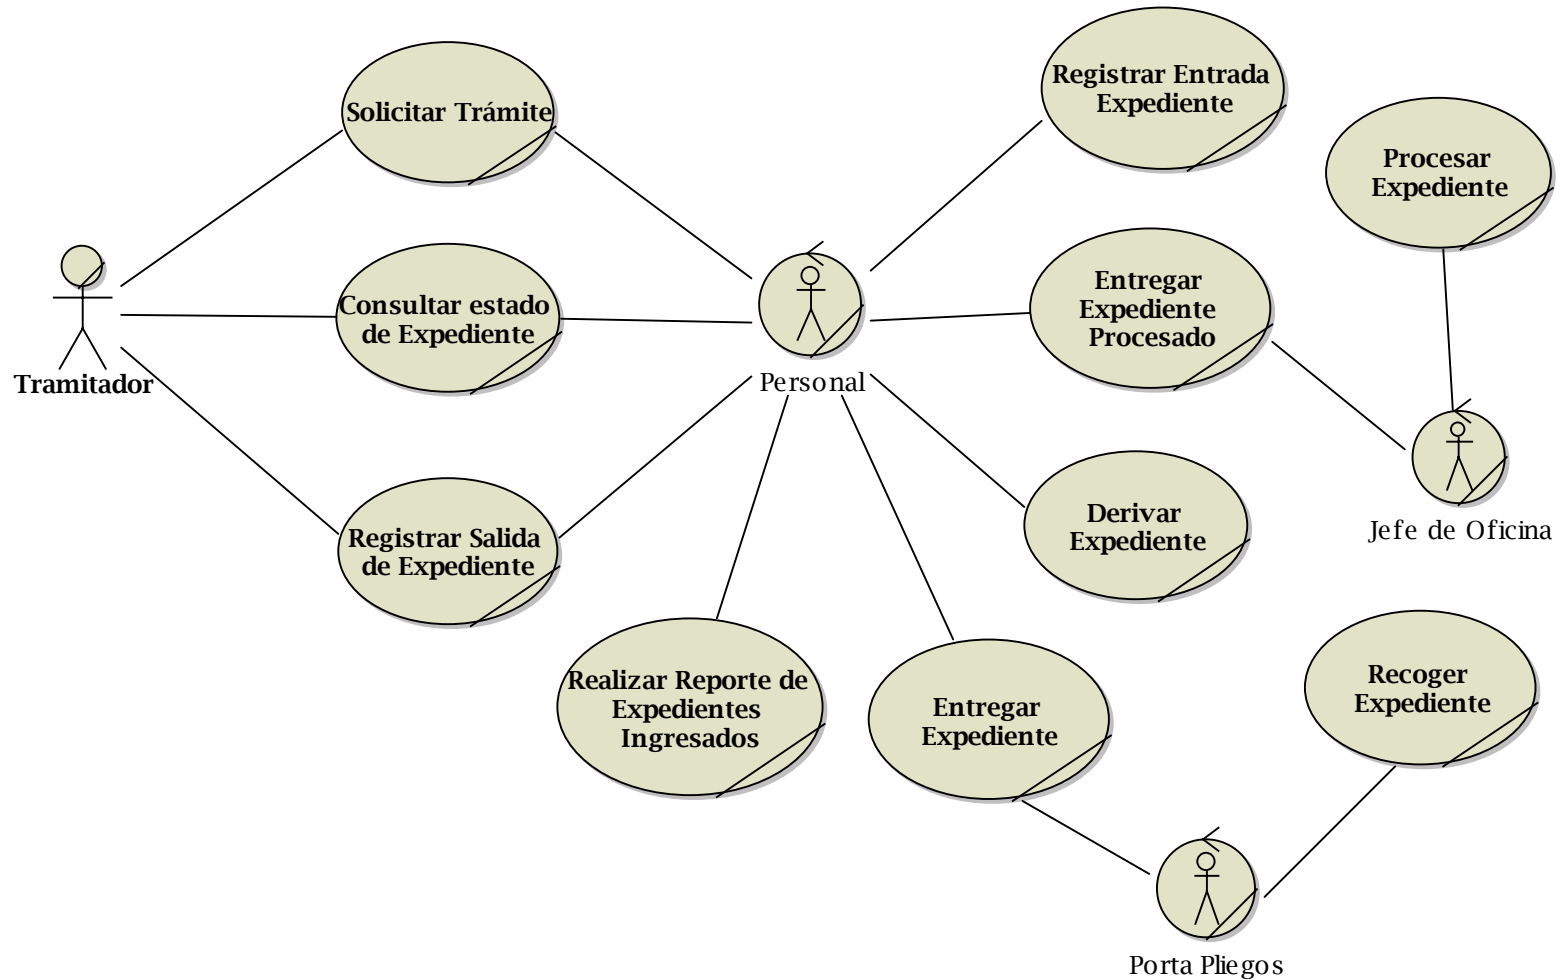 Solicitar Trámite
Consultar estado
de Expediente
Registrar Salida
de Expediente
Tramitador
Personal
Registrar Entrada
Expediente
Entregar
Expediente
Procesado
Derivar
Expediente
Procesar
Expediente
Jefe de Oficina
Realizar Reporte de
Expedientes
Ingresados
Entregar
Expediente
Recoger
Expediente
Porta Pliegos